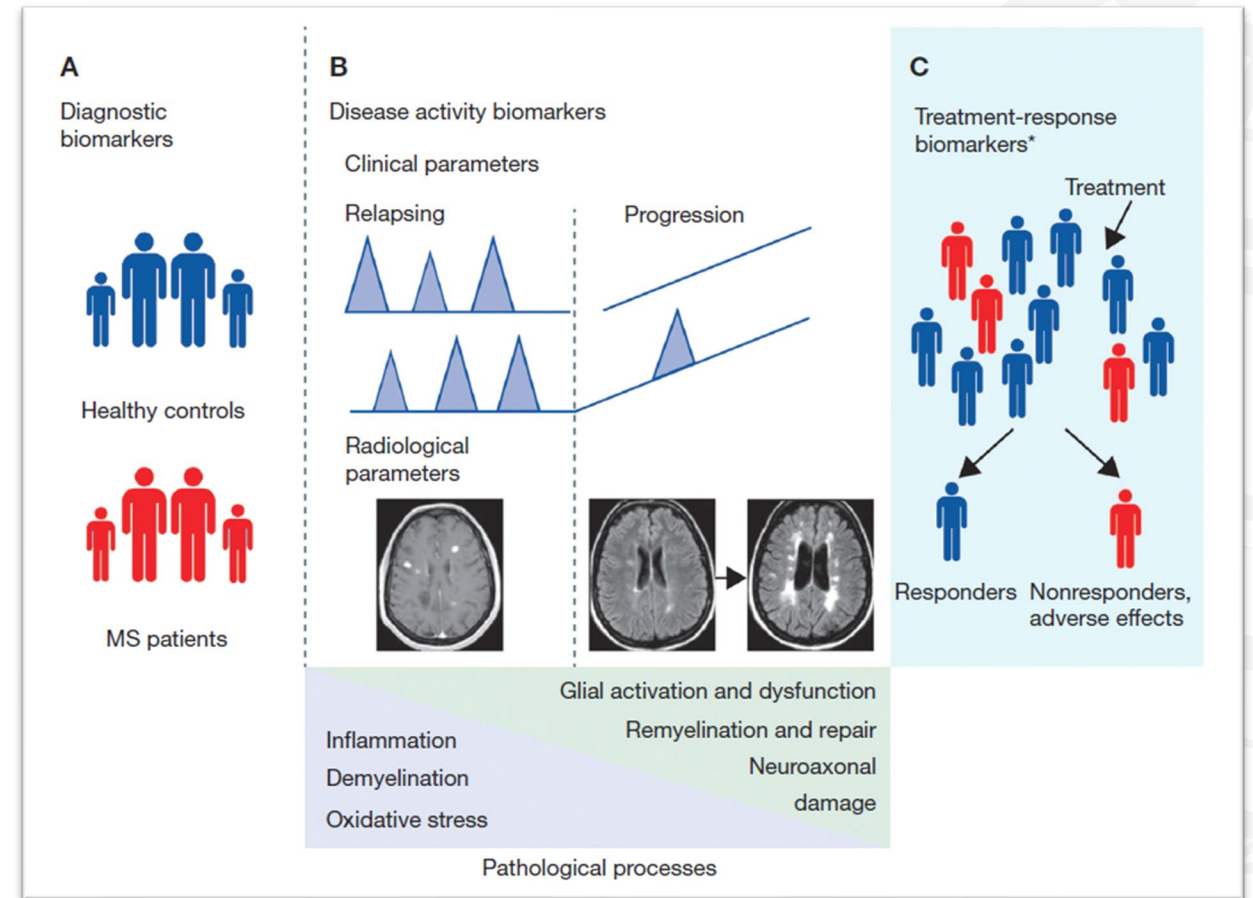 A
Diagnostic
biomarkers
Healthy controls
MS patients
B
Disease activity biomarkers
Clinical parameters
Relapsing
Progression
Radiological
parameters
Glial activation and dysfunction
Remyelination and repair
Neuroaxonal
damage
Inflammation
Demyelination
Oxidative stress
Pathological processes
C
Treatment-response
biomarkers*
Treatment
Responders
Nonresponders,
adverse effects